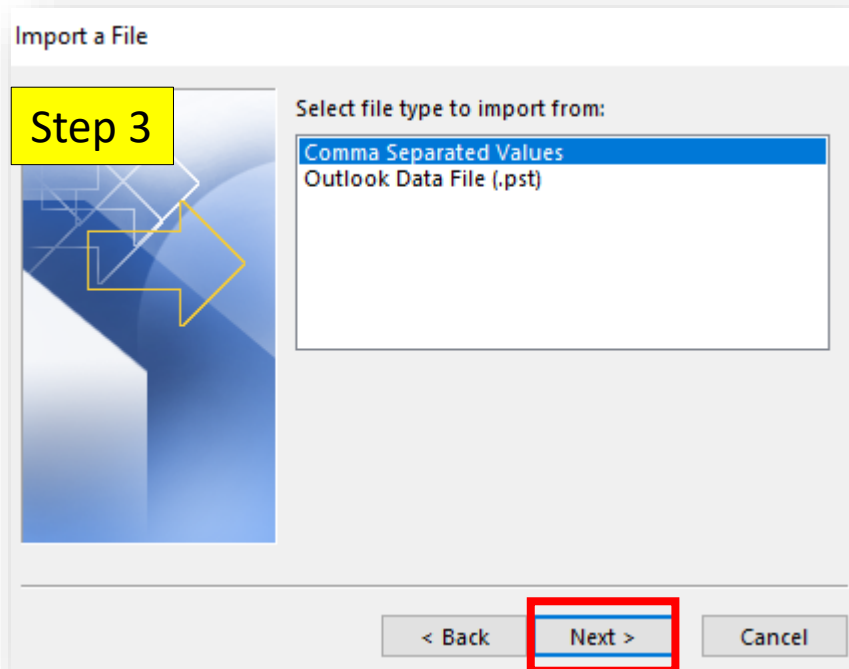 Import a File
Step 3
Select file type to import from:
Comma Separated Values
Outlook Data File (.pst)
< Back
Next >
Cancel